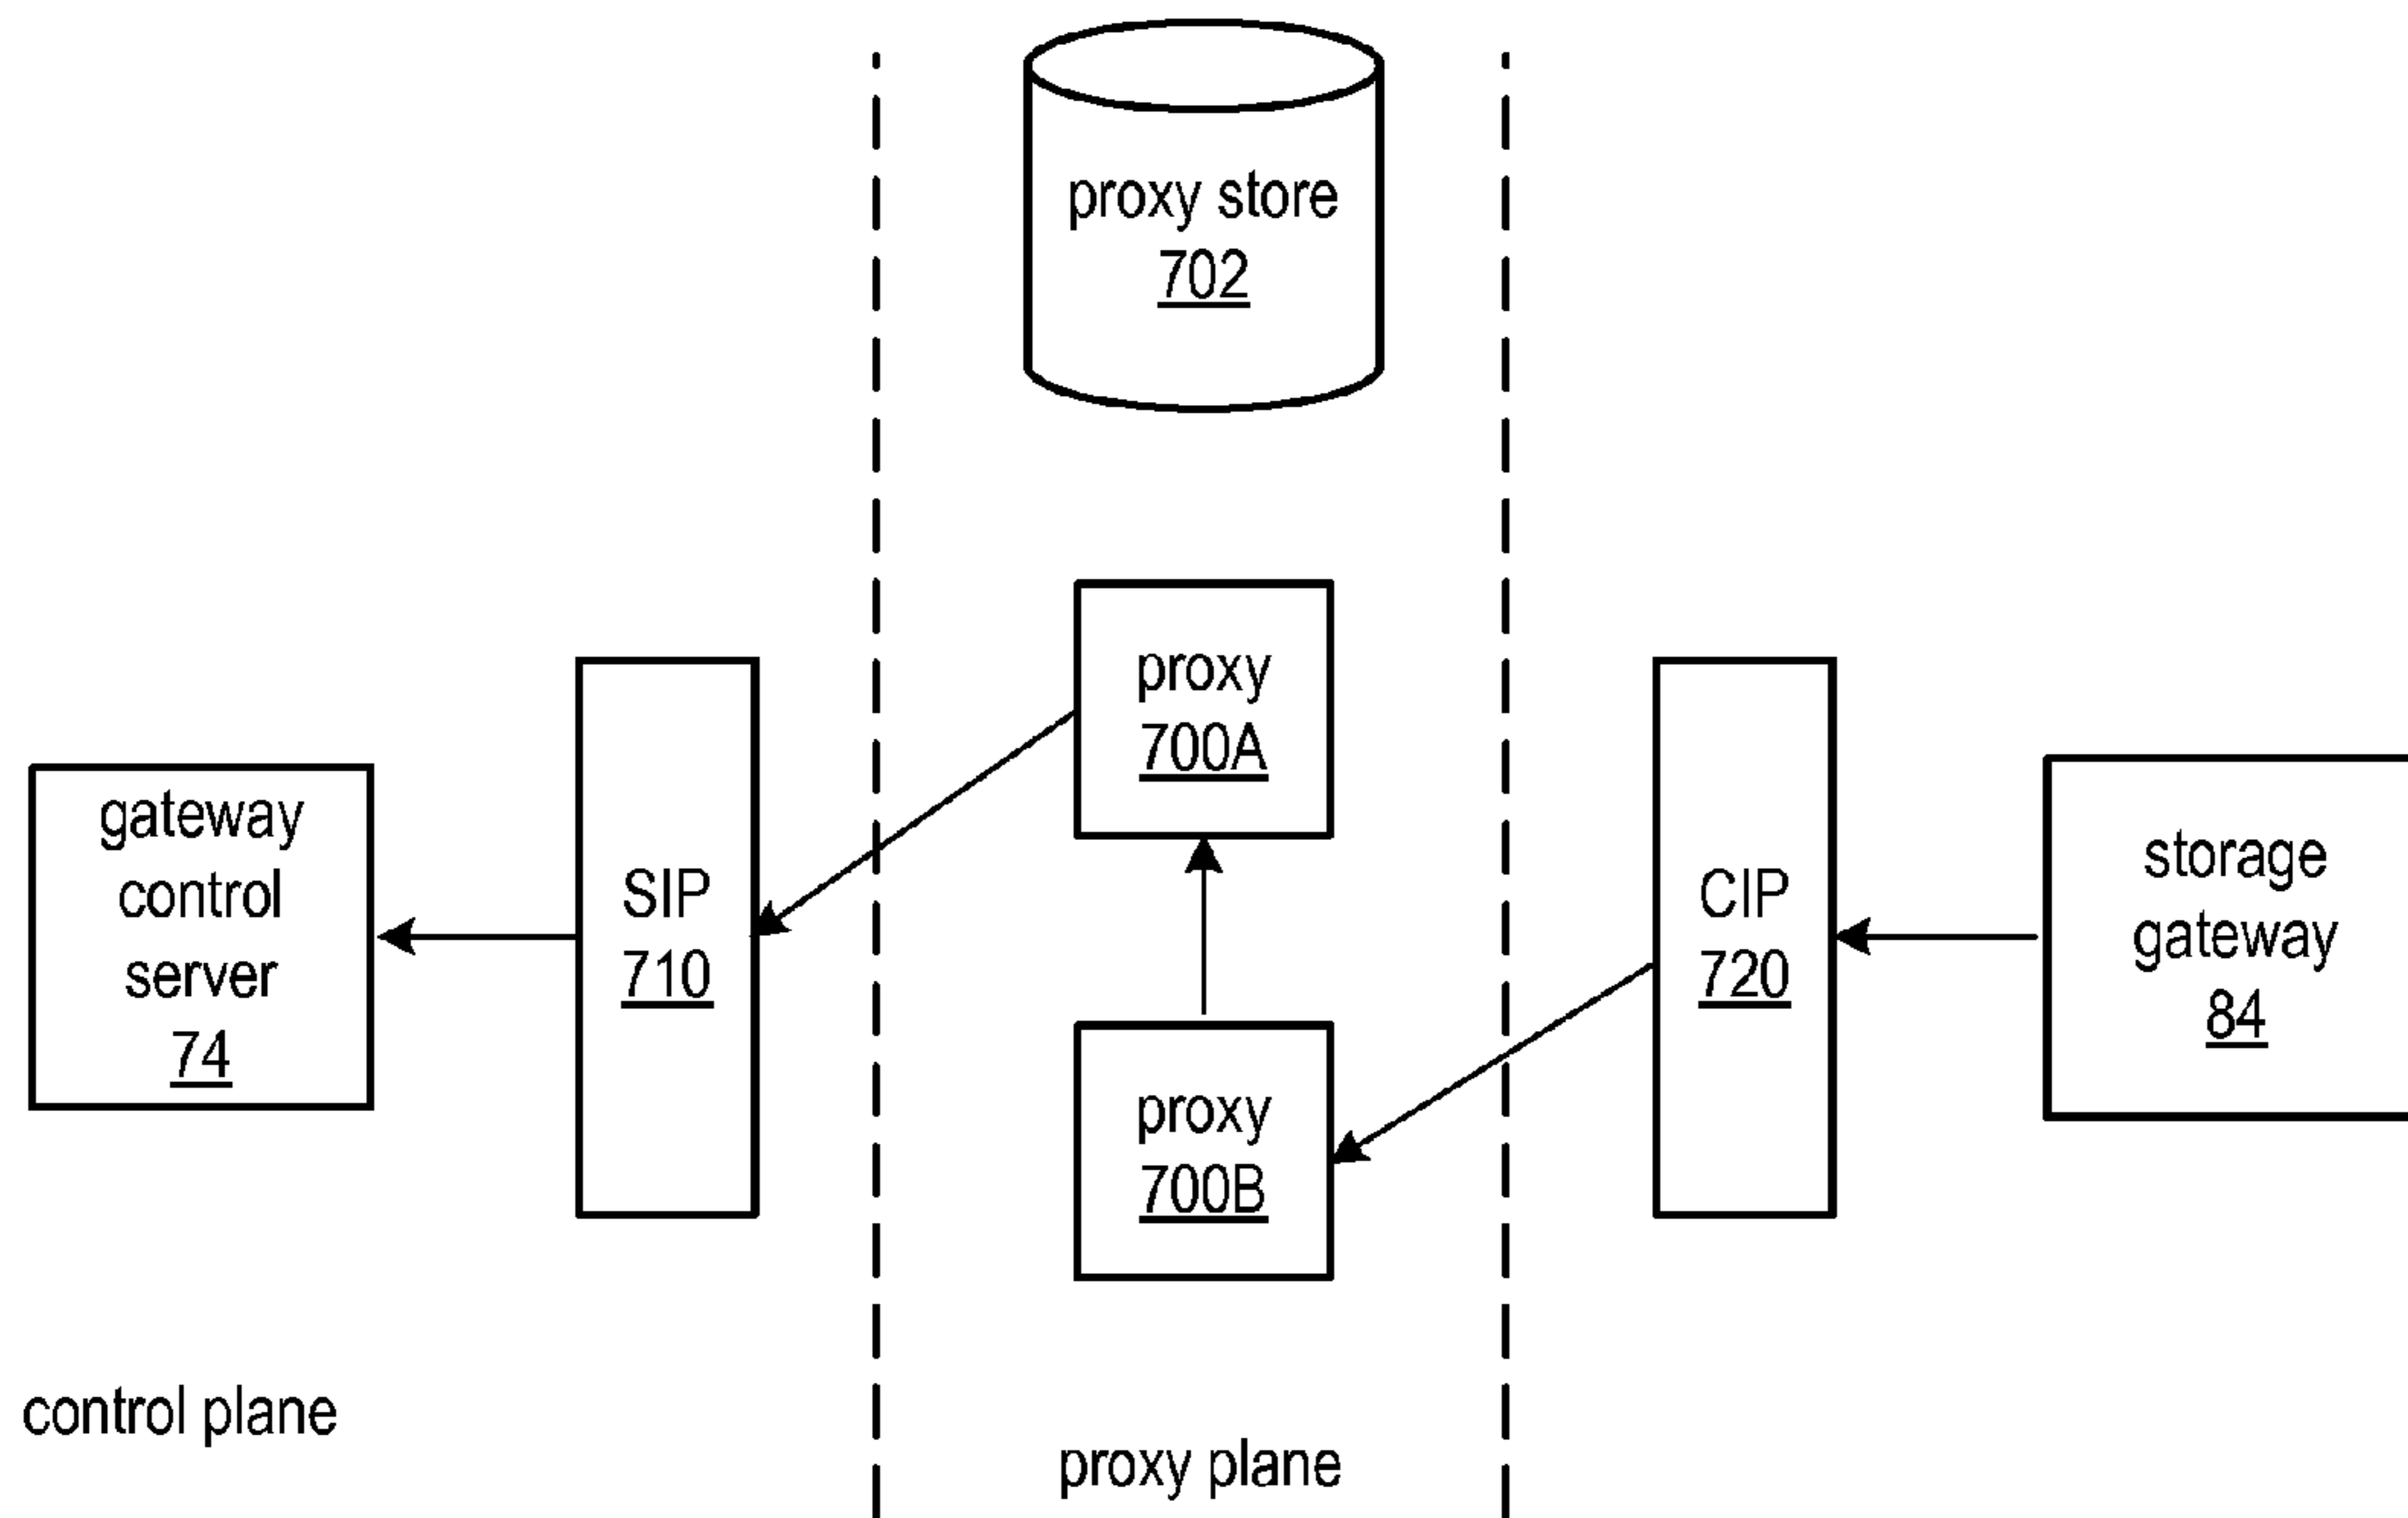 proxy store
702
proxy
700A
gateway
control
server
74
SIP
710
CIP
720
storage
gateway
84
proxy
700B
control plane
proxy plane